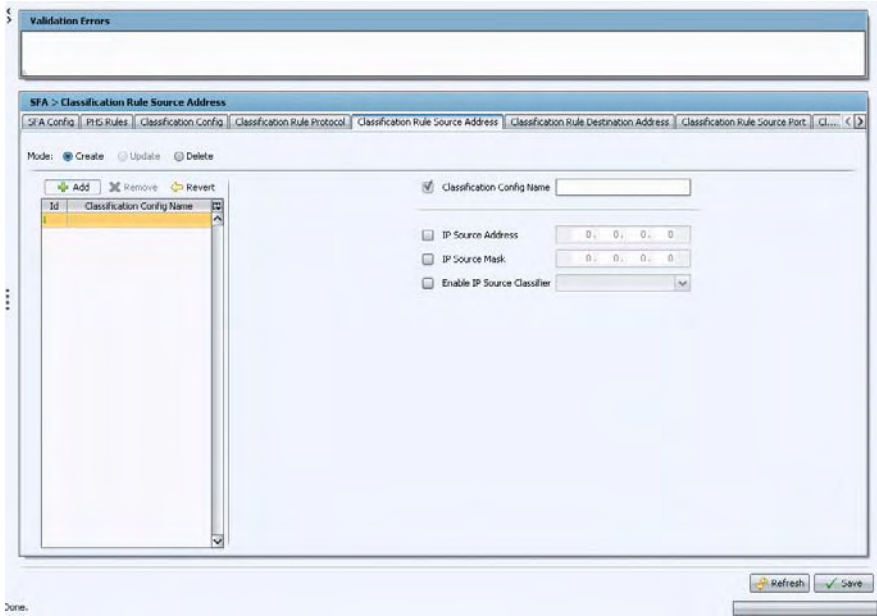 Validation Errors
SFA > Classification Rule Source Address
SFA Config PHS Rules Classification Config Classification Rule Protocol Classification Rule Source Address Classification Rule Destination Address Classification Rule Source Port Cl....
Mode: Create Update Delete
Add Remove Revert
Id Classification Config Name
Classification Config Name
IP Source Address 0. 0. 0. 0
IP Source Mask 0. 0. 0. 0
Enable IP Source Classifier
Refresh Save
Done.